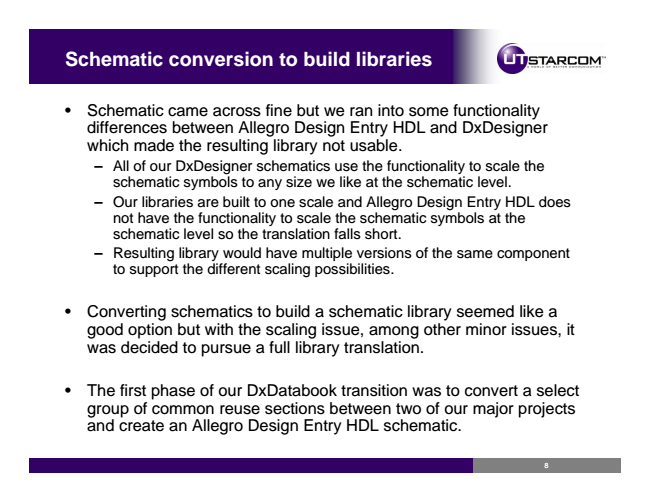 Schematic conversion to build libraries
UTSTARCOM™
• Schematic came across fine but we ran into some functionality
differences between Allegro Design Entry HDL and DxDesigner
which made the resulting library not usable.
– All of our DxDesigner schematics use the functionality to scale the
schematic symbols to any size we like at the schematic level.
– Our libraries are built to one scale and Allegro Design Entry HDL does
not have the functionality to scale the schematic symbols at the
schematic level so the translation falls short.
– Resulting library would have multiple versions of the same component
to support the different scaling possibilities.
• Converting schematics to build a schematic library seemed like a
good option but with the scaling issue, among other minor issues, it
was decided to pursue a full library translation.
• The first phase of our DxDatabook transition was to convert a select
group of common reuse sections between two of our major projects
and create an Allegro Design Entry HDL schematic.
8